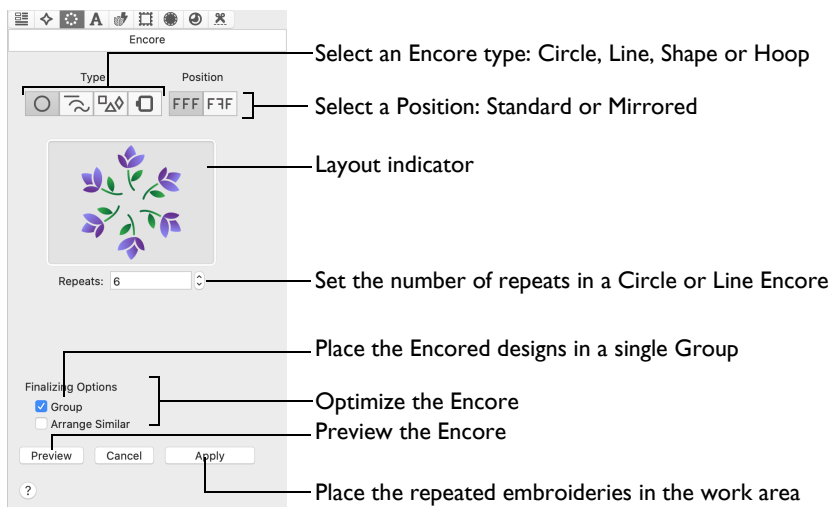 A
Encore
Select an Encore type: Circle, Line, Shape or Hoop
Type Position
FFF FꟻF
Select a Position: Standard or Mirrored
Layout indicator
Repeats: 6
Set the number of repeats in a Circle or Line Encore
Place the Encored designs in a single Group
Finalizing Options
Group
Optimize the Encore
Arrange Similar
Preview the Encore
Preview Cancel Apply
?
Place the repeated embroideries in the work area